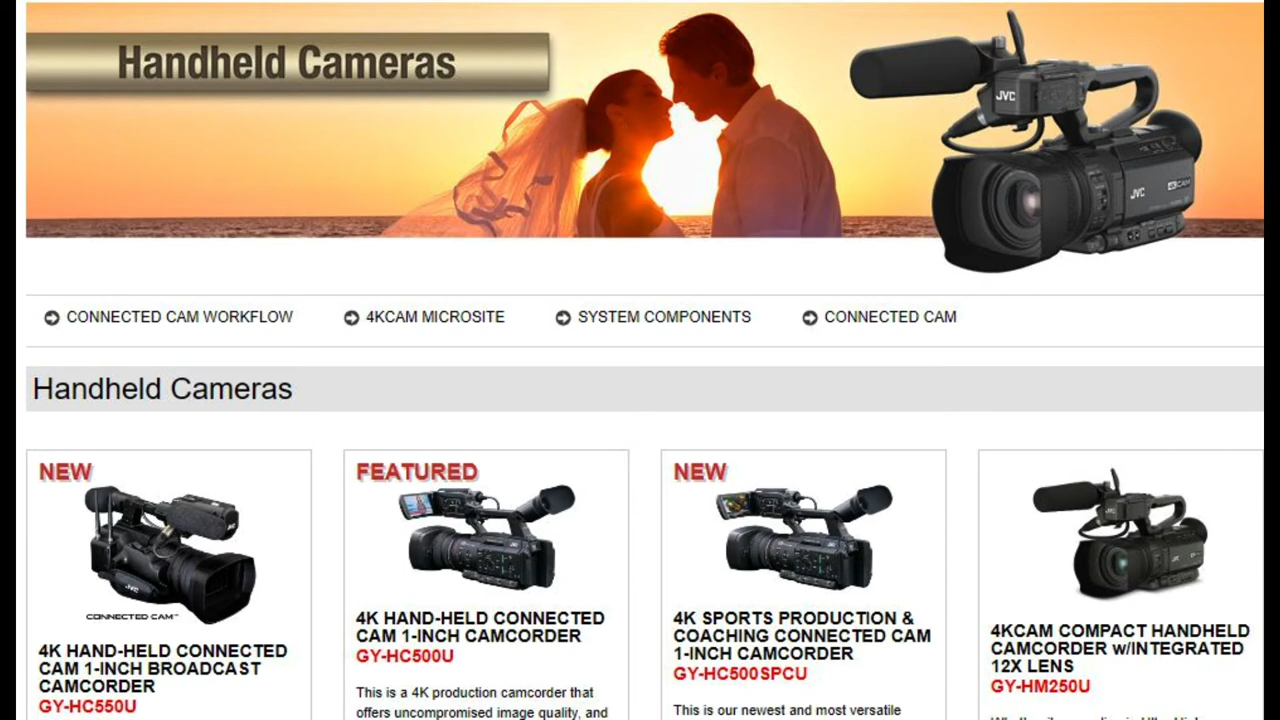 Handheld Cameras
JVC
JVC 4KCAM
CONNECTED CAM WORKFLOW
4KCAM MICROSITE
SYSTEM COMPONENTS
CONNECTED CAM
Handheld Cameras
NEW
JVC
JVC
CONNECTED CAM™
4K HAND-HELD CONNECTED
CAM 1-INCH BROADCAST
CAMCORDER
GY-HC550U
FEATURED
4K HAND-HELD CONNECTED
CAM 1-INCH CAMCORDER
GY-HC500U
This is a 4K production camcorder that
offers uncompromised image quality, and
NEW
4K SPORTS PRODUCTION &
COACHING CONNECTED CAM
1-INCH CAMCORDER
GY-HC500SPCU
This is our newest and most versatile
4KCAM COMPACT HANDHELD
CAMCORDER w/INTEGRATED
12X LENS
GY-HM250U